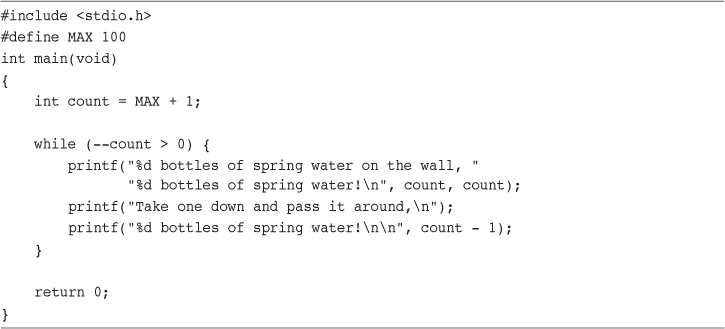 #include <stdio.h>
#define MAX 100
int main(void)
{
    int count = MAX + 1;

    while (--count > 0) {
        printf("%d bottles of spring water on the wall, "
               "%d bottles of spring water!\n", count, count);
        printf("Take one down and pass it around,\n");
        printf("%d bottles of spring water!\n\n", count - 1);
    }

    return 0;
}